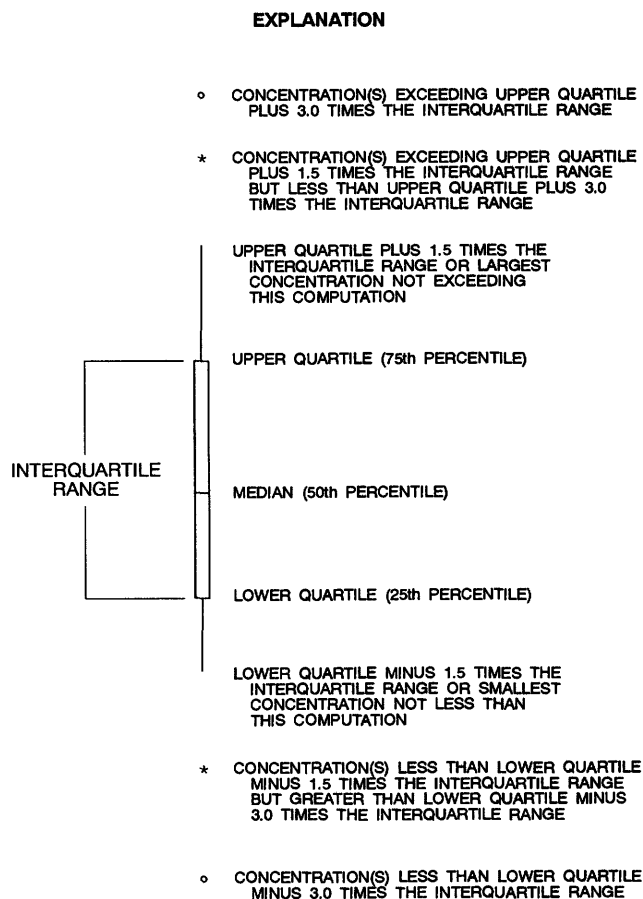 EXPLANATION
° CONCENTRATION(S) EXCEEDING UPPER QUARTILE
PLUS 3.0 TIMES THE INTERQUARTILE RANGE
* CONCENTRATION(S) EXCEEDING UPPER QUARTILE
PLUS 1.5 TIMES THE INTERQUARTILE RANGE
BUT LESS THAN UPPER QUARTILE PLUS 3.0
TIMES THE INTERQUARTILE RANGE
UPPER QUARTILE PLUS 1.5 TIMES THE
INTERQUARTILE RANGE OR LARGEST
CONCENTRATION NOT EXCEEDING
THIS COMPUTATION
UPPER QUARTILE (75th PERCENTILE)
INTERQUARTILE
RANGE
MEDIAN (50th PERCENTILE)
LOWER QUARTILE (25th PERCENTILE)
LOWER QUARTILE MINUS 1.5 TIMES THE
INTERQUARTILE RANGE OR SMALLEST
CONCENTRATION NOT LESS THAN
THIS COMPUTATION
* CONCENTRATION(S) LESS THAN LOWER QUARTILE
MINUS 1.5 TIMES THE INTERQUARTILE RANGE
BUT GREATER THAN LOWER QUARTILE MINUS
3.0 TIMES THE INTERQUARTILE RANGE
° CONCENTRATION(S) LESS THAN LOWER QUARTILE
MINUS 3.0 TIMES THE INTERQUARTILE RANGE